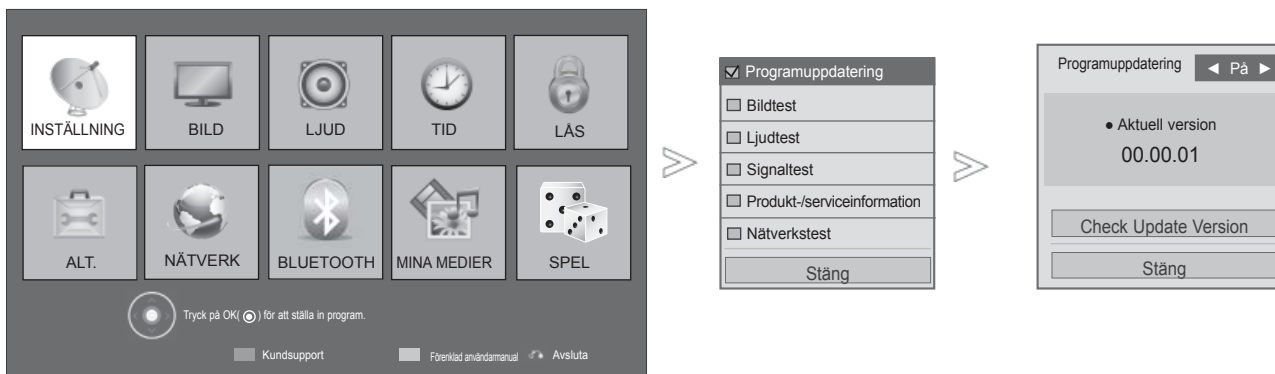 INSTÄLLNING
BILD
LJUD
TID
LÅS
ALT.
NÄTVERK
BLUETOOTH
MINA MEDIER
SPEL
Tryck på OK( ) för att ställa in program.
Kundsupport
Förenklad användarmanual
Avsluta
Programuppdatering
Bildtest
Ljudtest
Signaltest
Produkt-/serviceinformation
Nätverkstest
Stäng
Programuppdatering ◄ På ►
● Aktuell version
00.00.01
Check Update Version
Stäng